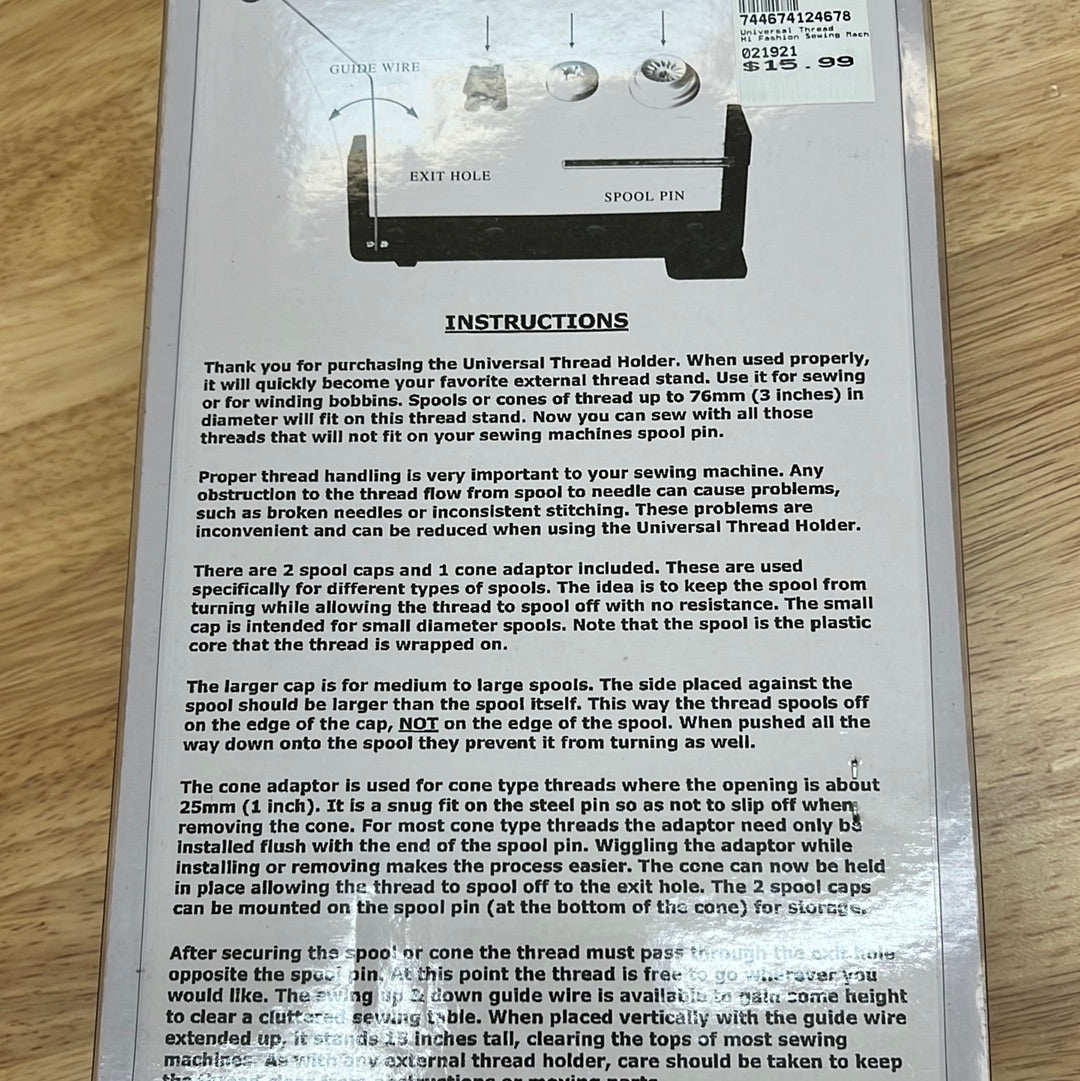 744674124678
Universal Thread
Hi Fashion Sewing Mach
021921
$15.99
GUIDE WIRE
EXIT HOLE
SPOOL PIN
INSTRUCTIONS
Thank you for purchasing the Universal Thread Holder. When used properly,
it will quickly become your favorite external thread stand. Use it for sewing
or for winding bobbins. Spools or cones of thread up to 76mm (3 inches) in
diameter will fit on this thread stand. Now you can sew with all those
threads that will not fit on your sewing machines spool pin.
Proper thread handling is very important to your sewing machine. Any
obstruction to the thread flow from spool to needle can cause problems,
such as broken needles or inconsistent stitching. These problems are
inconvenient and can be reduced when using the Universal Thread Holder.
There are 2 spool caps and 1 cone adaptor included. These are used
specifically for different types of spools. The idea is to keep the spool from
turning while allowing the thread to spool off with no resistance. The small
cap is intended for small diameter spools. Note that the spool is the plastic
core that the thread is wrapped on.
The larger cap is for medium to large spools. The side placed against the
spool should be larger than the spool itself. This way the thread spools off
on the edge of the cap, NOT on the edge of the spool. When pushed all the
way down onto the spool they prevent it from turning as well.
The cone adaptor is used for cone type threads where the opening is about
25mm (1 inch). It is a snug fit on the steel pin so as not to slip off when
removing the cone. For most cone type threads the adaptor need only be
installed flush with the end of the spool pin. Wiggling the adaptor while
installing or removing makes the process easier. The cone can now be held
in place allowing the thread to spool off to the exit hole. The 2 spool caps
can be mounted on the spool pin (at the bottom of the cone) for storage.
After securing the spool or cone the thread must pass through the exit hole
opposite the spool pin. At this point the thread is free to go wherever you
would like. The swing up & down guide wire is available to gain some height
to clear a cluttered sewing table. When placed vertically with the guide wire
extended up, it stands 13 inches tall, clearing the tops of most sewing
machines. As with any external thread holder, care should be taken to keep
or moving parts.